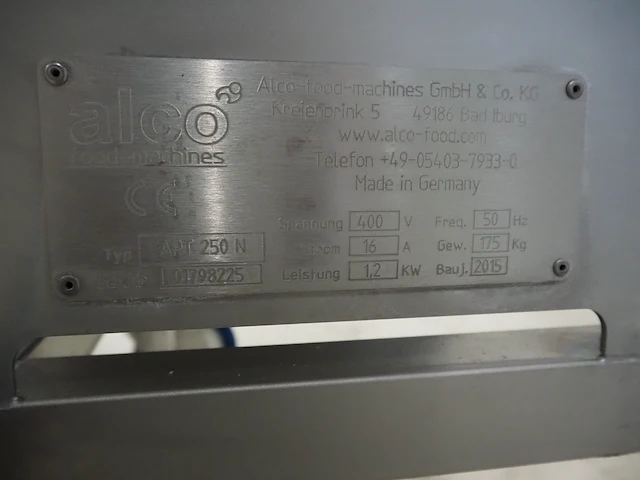 alco
food-machines
Alco-food-machines GmbH & Co. KG
Kreienbrink 5 49186 Bad Iburg
www.alco-food.com
Telefon +49-05403-7933-0
Made in Germany
CE
Typ APT 250 N
01798225
Spannung 400 V Freq. 50 Hz
Strom 16 A Gew. 175 Kg
Leistung 1,2 KW Bauj. 2015